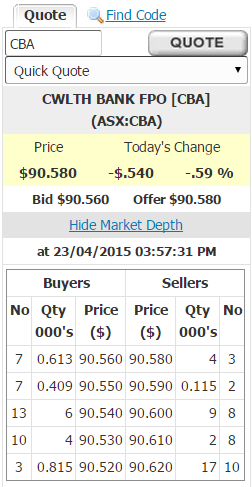 Quote Find Code
CBA QUOTE
Quick Quote
CWLTH BANK FPO [CBA]
(ASX:CBA)
Price Today's Change
$90.580 -$.540 -.59 %
Bid $90.560 Offer $90.580
Hide Market Depth
at 23/04/2015 03:57:31 PM
Buyers Sellers
No Qty 000's Price ($) Price ($) Qty 000's No
7 0.613 90.560 90.580 4 3
7 0.409 90.550 90.590 0.115 2
13 6 90.540 90.600 9 8
10 4 90.530 90.610 2 8
3 0.815 90.520 90.620 17 10